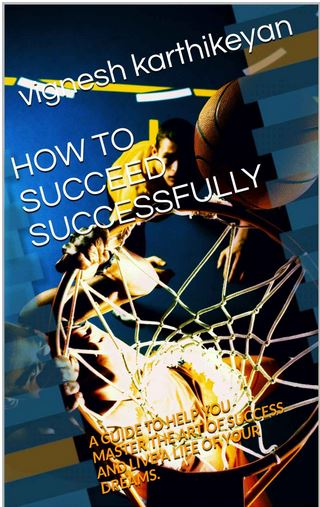 vignesh karthikeyan
HOW TO
SUCCEED
SUCCESSFULLY
A GUIDE TO HELP YOU
MASTER THE ART OF SUCCESS
AND LIVE A LIFE OF YOUR
DREAMS.